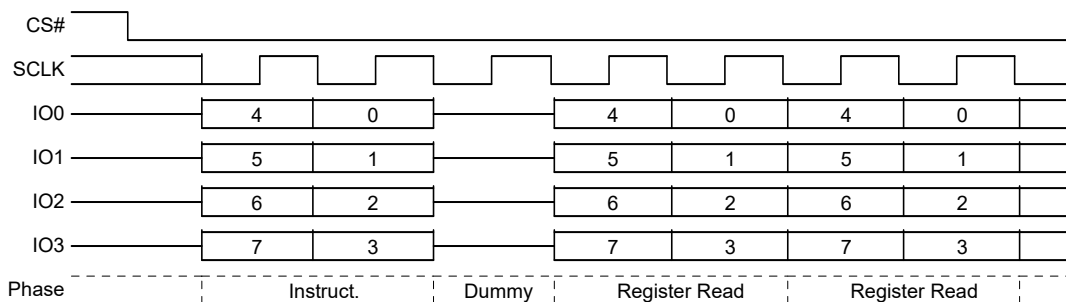 CS#
SCLK
IO0 4 0 4 0 4 0
IO1 5 1 5 1 5 1
IO2 6 2 6 2 6 2
IO3 7 3 7 3 7 3
Phase Instruct. Dummy Register Read Register Read